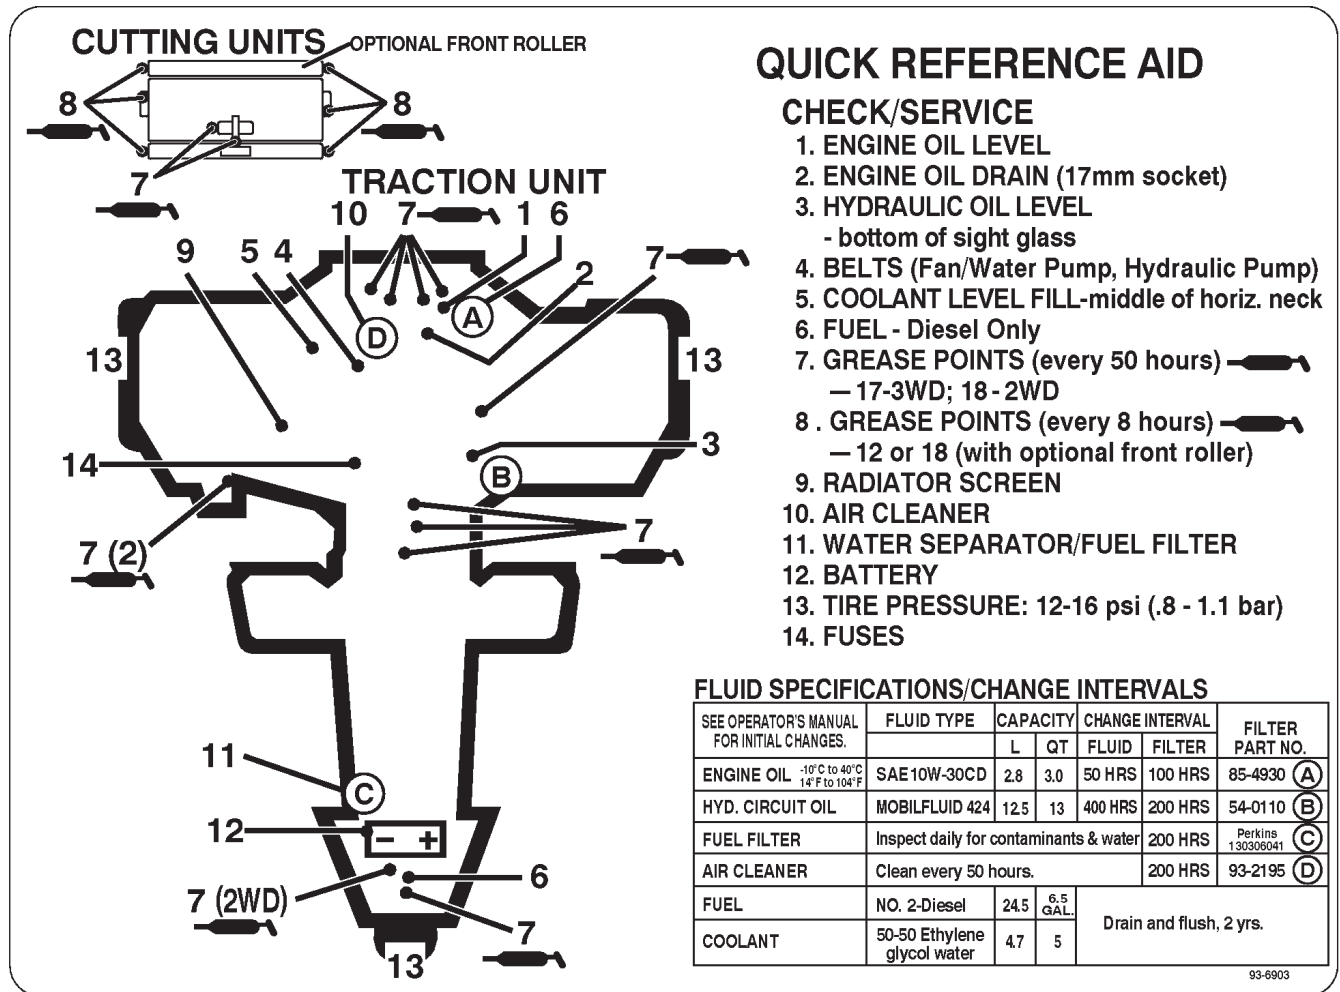 CUTTING UNITS
OPTIONAL FRONT ROLLER
8
8
7
TRACTION UNIT
10 7 1 6
9 5 4 2 7
D
A
13
13
14
3
B
7 (2)
7
11
C
12
- +
6
7 (2WD)
7
13
QUICK REFERENCE AID
CHECK/SERVICE
1. ENGINE OIL LEVEL
2. ENGINE OIL DRAIN (17mm socket)
3. HYDRAULIC OIL LEVEL
- bottom of sight glass
4. BELTS (Fan/Water Pump, Hydraulic Pump)
5. COOLANT LEVEL FILL-middle of horiz. neck
6. FUEL - Diesel Only
7. GREASE POINTS (every 50 hours)
— 17-3WD; 18 - 2WD
8 . GREASE POINTS (every 8 hours)
— 12 or 18 (with optional front roller)
9. RADIATOR SCREEN
10. AIR CLEANER
11. WATER SEPARATOR/FUEL FILTER
12. BATTERY
13. TIRE PRESSURE: 12-16 psi (.8 - 1.1 bar)
14. FUSES
FLUID SPECIFICATIONS/CHANGE INTERVALS
SEE OPERATOR'S MANUAL FOR INITIAL CHANGES. FLUID TYPE CAPACITY CHANGE INTERVAL FILTER PART NO.
L QT FLUID FILTER
ENGINE OIL -10°C to 40°C 14°F to 104°F SAE10W-30CD 2.8 3.0 50 HRS 100 HRS 85-4930 A
HYD. CIRCUIT OIL MOBILFLUID 424 12.5 13 400 HRS 200 HRS 54-0110 B
FUEL FILTER Inspect daily for contaminants & water 200 HRS Perkins 130306041 C
AIR CLEANER Clean every 50 hours. 200 HRS 93-2195 D
FUEL NO. 2-Diesel 24.5 6.5 GAL. Drain and flush, 2 yrs.
COOLANT 50-50 Ethylene glycol water 4.7 5
93-6903